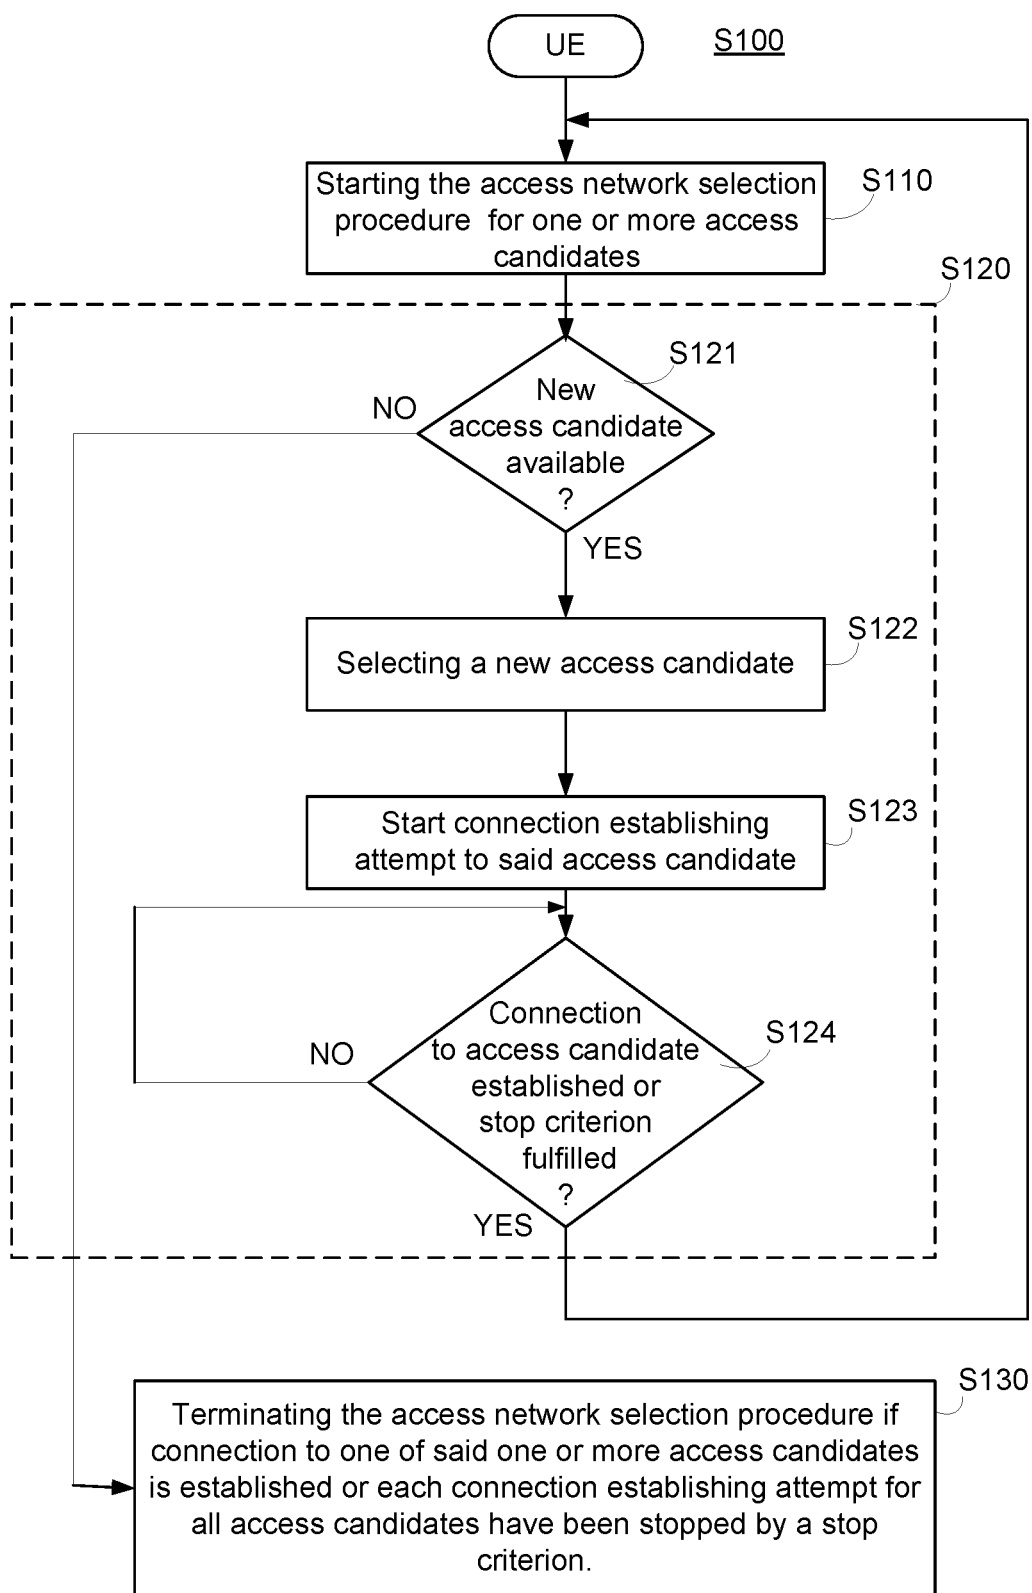 UE
S100
Starting the access network selection
procedure for one or more access
candidates
S110
S120
S121
New
access candidate
available
?
NO
YES
S122
Selecting a new access candidate
S123
Start connection establishing
attempt to said access candidate
Connection
to access candidate
established or
stop criterion
fulfilled
?
S124
NO
YES
S130
Terminating the access network selection procedure if
connection to one of said one or more access candidates
is established or each connection establishing attempt for
all access candidates have been stopped by a stop
criterion.